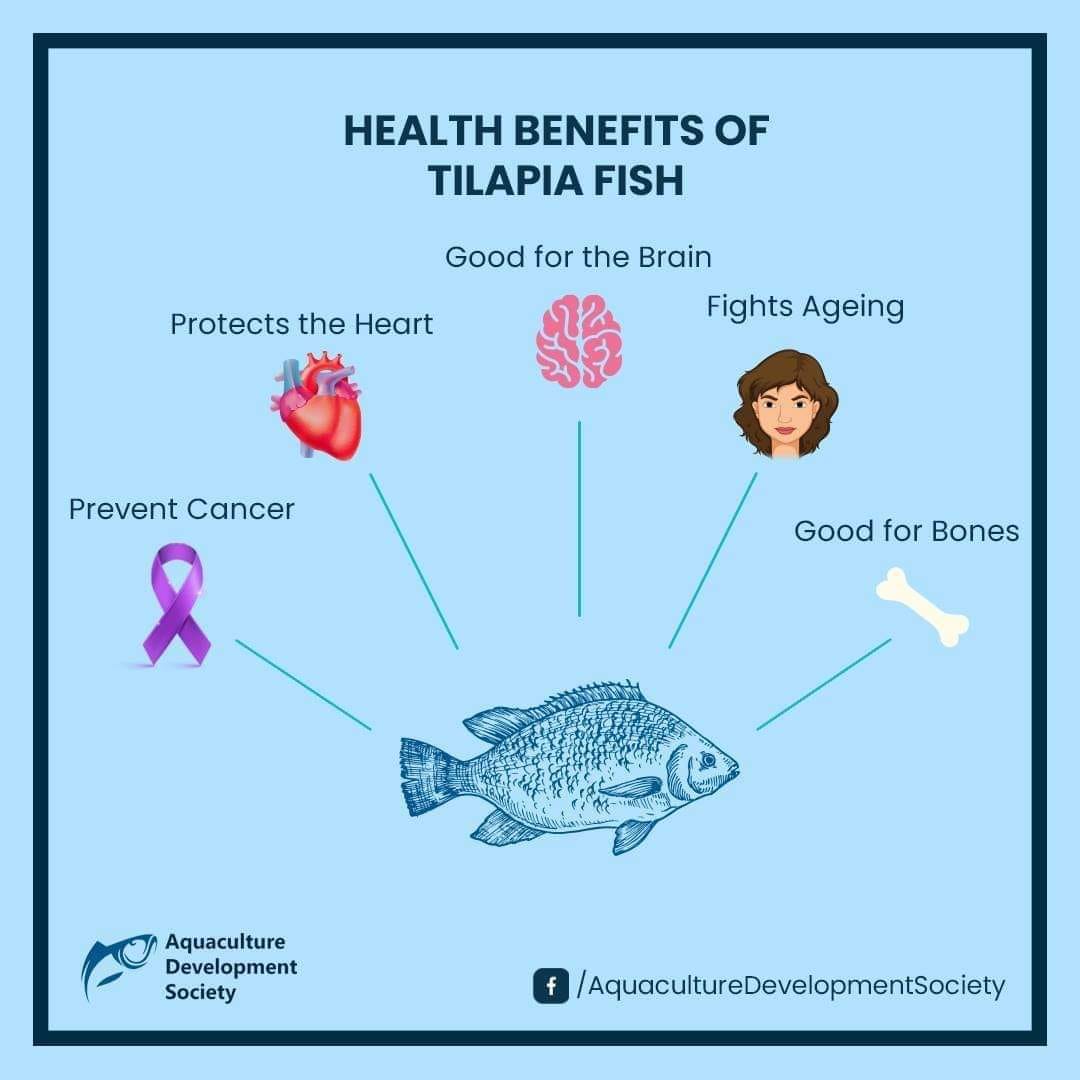 HEALTH BENEFITS OF
TILAPIA FISH
Good for the Brain
Fights Ageing
Protects the Heart
Prevent Cancer
Good for Bones
Aquaculture
Development
Society
f /AquacultureDevelopmentSociety